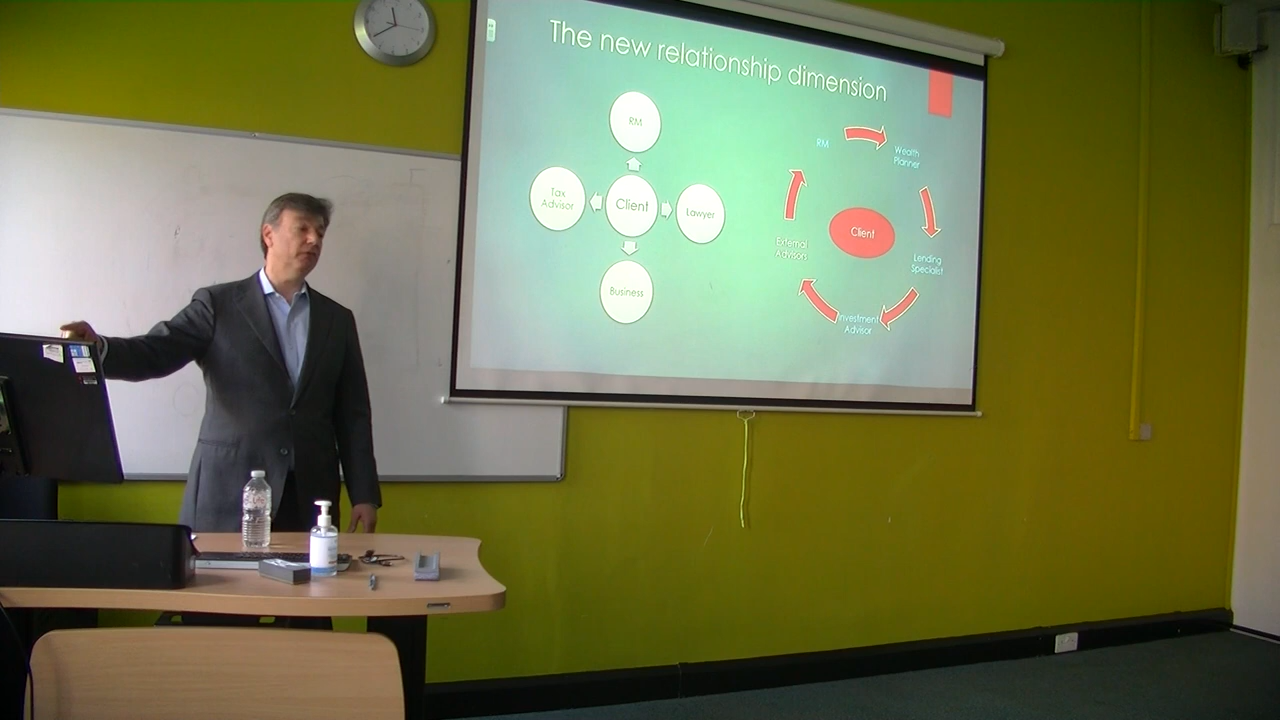 The new relationship dimension
RM
Tax
Advisor
Client
Lawyer
Business
RM
Wealth
Planner
Client
External
Advisors
Lending
Specialist
Investment
Advisor